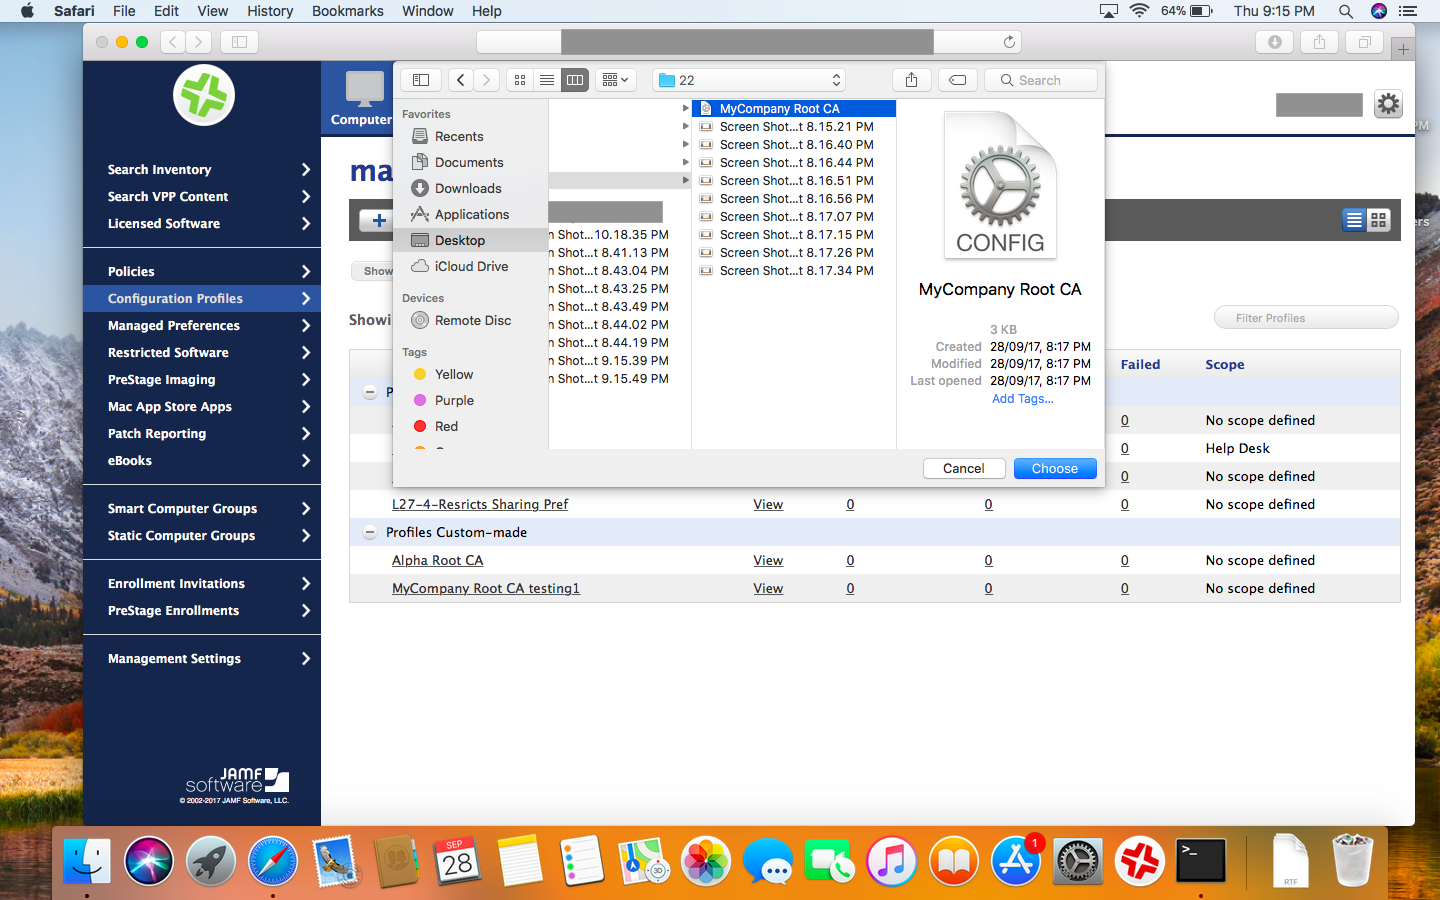 Safari File Edit View History Bookmarks Window Help 64% Thu 9:15 PM
22
Search
Computer
Search Inventory
Search VPP Content
Licensed Software
Policies
Configuration Profiles
Managed Preferences
Restricted Software
PreStage Imaging
Mac App Store Apps
Patch Reporting
eBooks
Smart Computer Groups
Static Computer Groups
Enrollment Invitations
PreStage Enrollments
Management Settings
JAMF
software
© 2002-2017 JAMF Software, LLC.
ma
+
Show
Showi
Favorites
Recents
Documents
Downloads
Applications
Desktop
iCloud Drive
Devices
Remote Disc
Tags
Yellow
Purple
Red
n Shot...10.18.35 PM
n Shot...t 8.41.13 PM
n Shot...t 8.43.04 PM
n Shot...t 8.43.25 PM
n Shot...t 8.43.49 PM
n Shot...t 8.44.02 PM
n Shot...t 8.44.19 PM
n Shot...t 9.15.39 PM
n Shot...t 9.15.49 PM
MyCompany Root CA
Screen Shot...t 8.15.21 PM
Screen Shot...t 8.16.40 PM
Screen Shot...t 8.16.44 PM
Screen Shot...t 8.16.51 PM
Screen Shot...t 8.16.56 PM
Screen Shot...t 8.17.07 PM
Screen Shot...t 8.17.15 PM
Screen Shot...t 8.17.26 PM
Screen Shot...t 8.17.34 PM
CONFIG
MyCompany Root CA
3 KB
Created 28/09/17, 8:17 PM
Modified 28/09/17, 8:17 PM
Last opened 28/09/17, 8:17 PM
Add Tags...
Cancel Choose
PM
ers
Filter Profiles
Failed Scope
P
0 No scope defined
0 Help Desk
0 No scope defined
L27-4-Resricts Sharing Pref View 0 0 0 No scope defined
Profiles Custom-made
Alpha Root CA View 0 0 0 No scope defined
MyCompany Root CA testing1 View 0 0 0 No scope defined
SEP
28
3D
1
>_
RTF